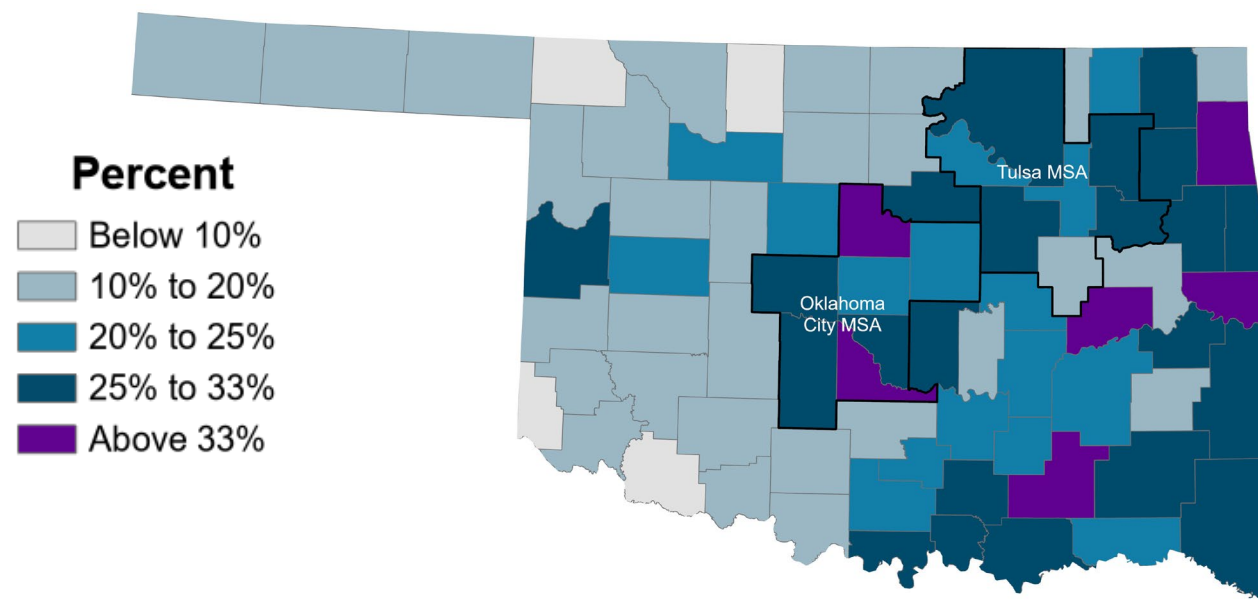 Percent
Below 10%
10% to 20%
20% to 25%
25% to 33%
Above 33%
Tulsa MSA
Oklahoma
City MSA